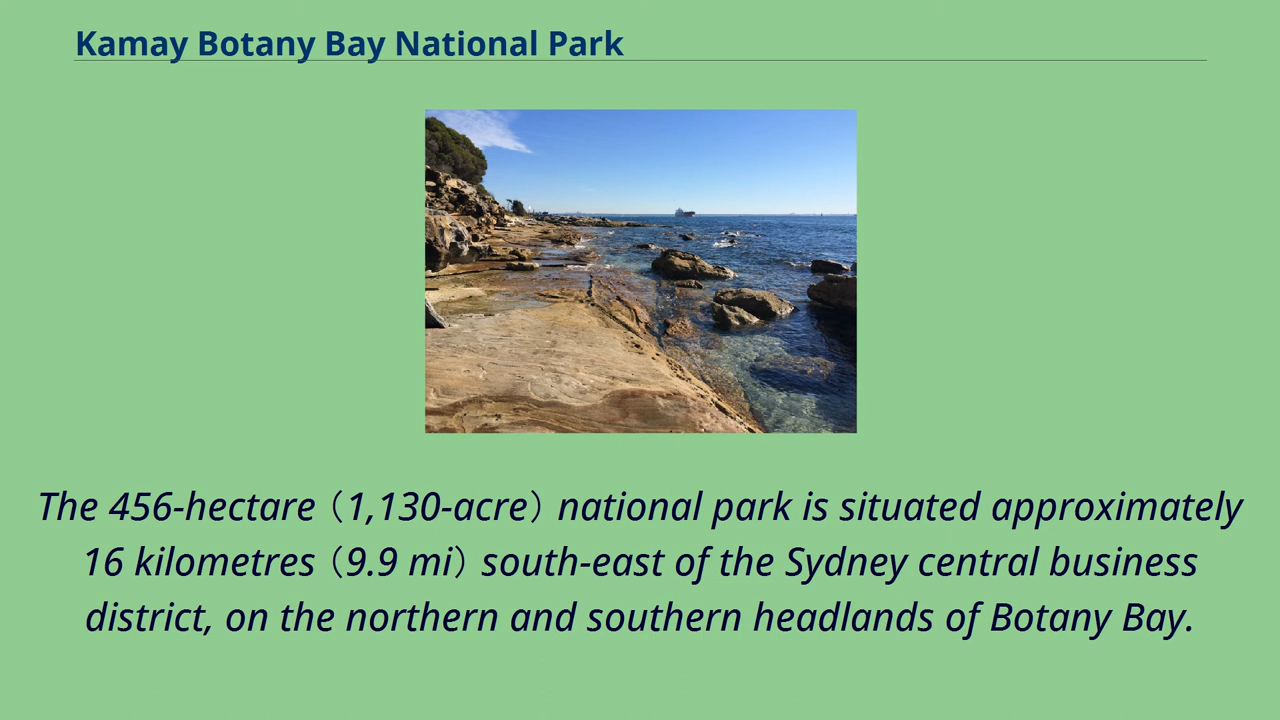 Kamay Botany Bay National Park
The 456-hectare（1,130-acre）national park is situated approximately
16 kilometres（9.9 mi）south-east of the Sydney central business
district, on the northern and southern headlands of Botany Bay.